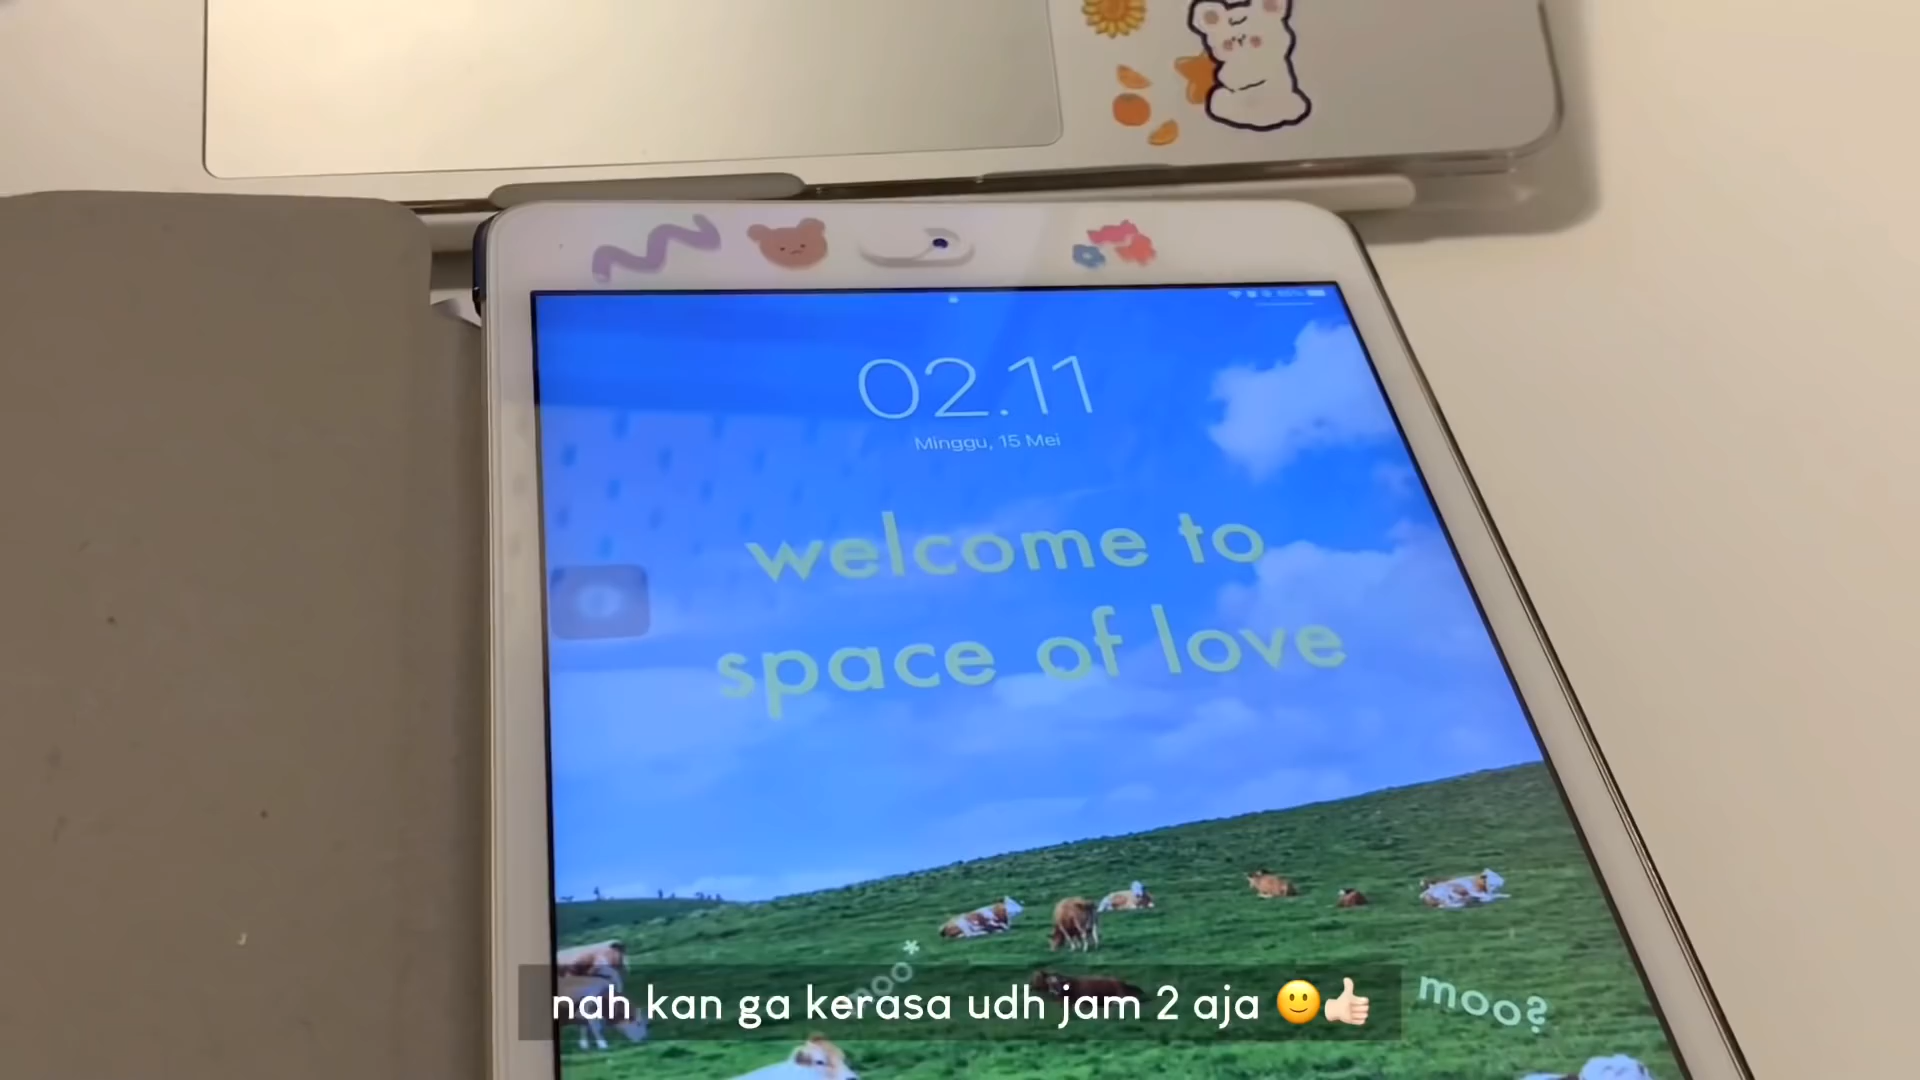 02.11
Minggu, 15 Mei
welcome to
space of love
moo*
moo?
nah kan ga kerasa udh jam 2 aja 🙂👍🏻